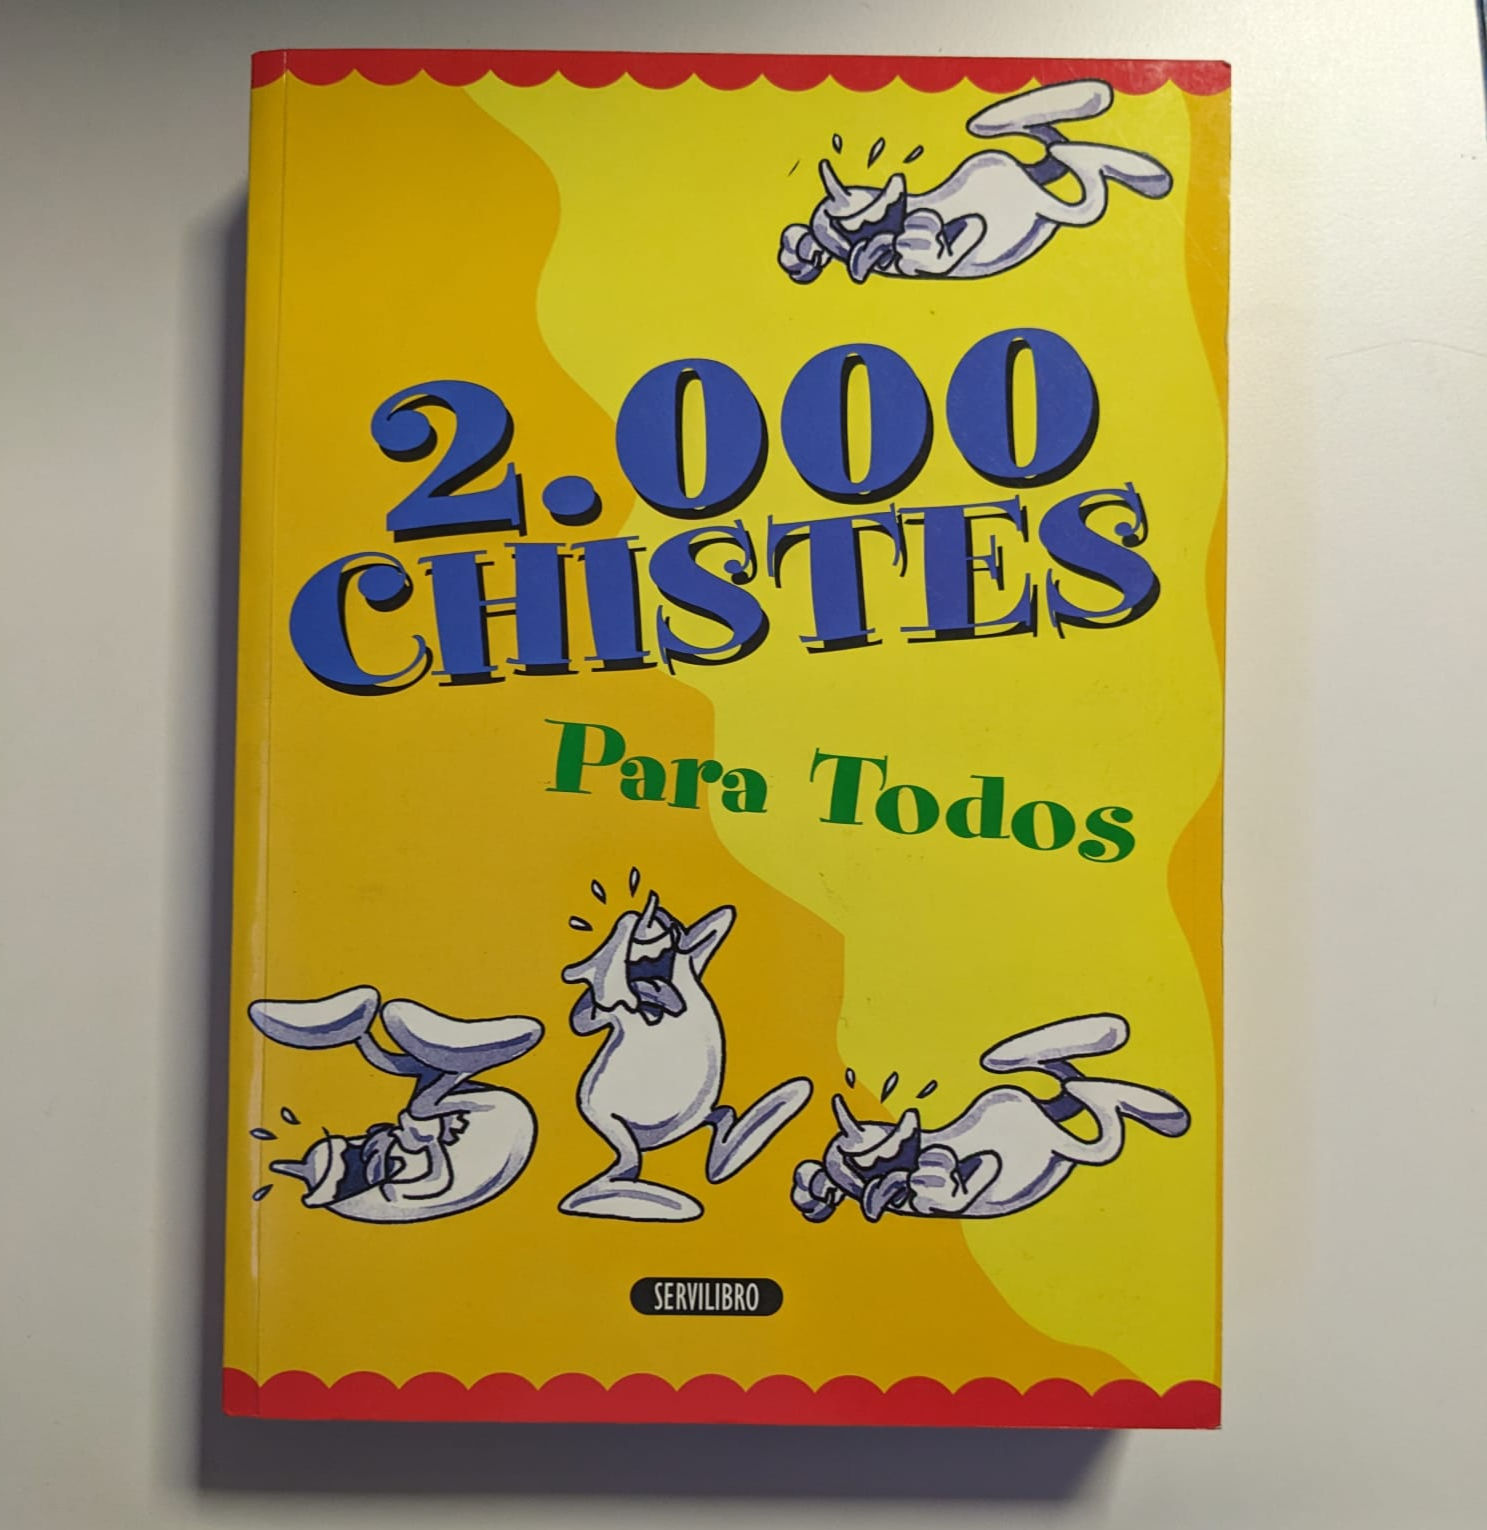 2.000
CHISTES
Para Todos
SERVILIBRO